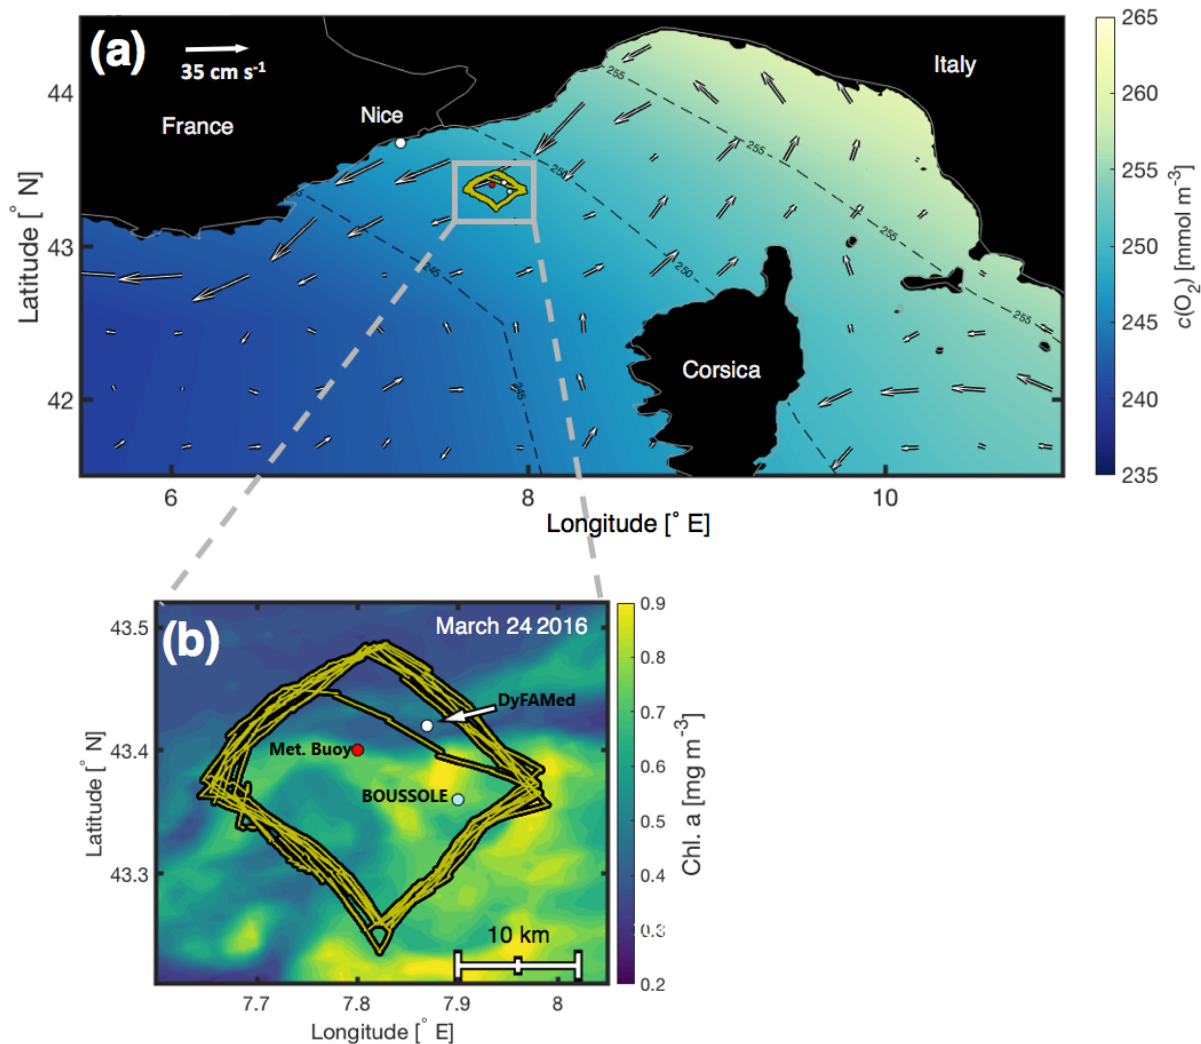 (a)
35 cm s-1
France
Nice
Italy
Corsica
255
255
255
255
250
250
245
245
245
44
43
42
6
8
10
Latitude [° N]
Longitude [° E]
265
260
255
250
245
240
235
c(O2) [mmol m-3]
(b)
March 24 2016
DyFAMed
Met. Buoy
BOUSSOLE
10 km
43.5
43.4
43.3
7.7
7.8
7.9
8
Latitude [° N]
Longitude [° E]
0.9
0.8
0.7
0.6
0.5
0.4
0.3
0.2
Chl. a [mg m-3]